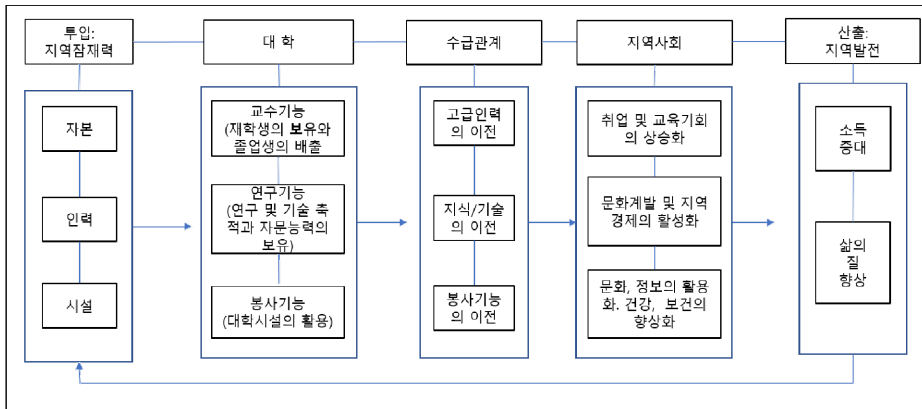 투입:
지역잠재력
대 학
수급관계
지역사회
산출:
지역발전
자본
인력
시설
교수기능
(재학생의 보유와
졸업생의 배출
연구기능
(연구 및 기술 축
적과 자문능력의
보유)
봉사기능
(대학시설의 활용)
고급인력
의 이전
지식/기술
의 이전
봉사기능
의 이전
취업 및 교육기회
의 상승화
문화계발 및 지역
경제의 활성화
문화, 정보의 활용
화. 건강, 보건의
향상화
소득
증대
삶의
질
향상